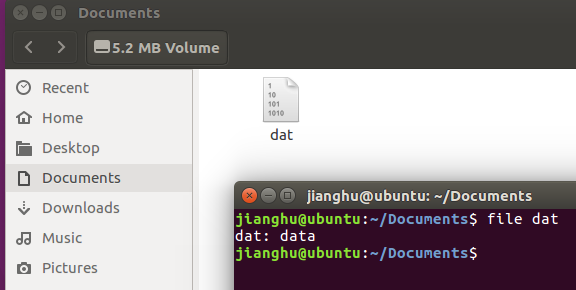 Documents
5.2 MB Volume
Recent
Home
Desktop
Documents
Downloads
Music
Pictures
1
10
101
1010
dat
jianghu@ubuntu: ~/Documents
jianghu@ubuntu:~/Documents$ file dat
dat: data
jianghu@ubuntu:~/Documents$